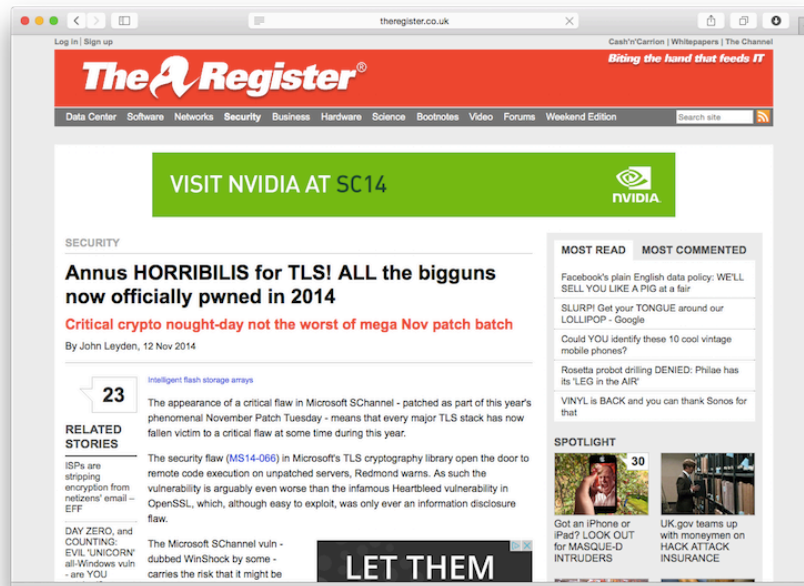 theregister.co.uk
Log in | Sign up
Cash'n'Carrion | Whitepapers | The Channel
The Register®
Biting the hand that feeds IT
Data Center Software Networks Security Business Hardware Science Bootnotes Video Forums Weekend Edition
Search site
VISIT NVIDIA AT SC14
NVIDIA.
SECURITY
Annus HORRIBILIS for TLS! ALL the bigguns
now officially pwned in 2014
Critical crypto nought-day not the worst of mega Nov patch batch
By John Leyden, 12 Nov 2014
23
RELATED
STORIES
ISPs are
stripping
encryption from
netizens' email –
EFF
DAY ZERO, and
COUNTING:
EVIL 'UNICORN'
all-Windows vuln
- are YOU
Intelligent flash storage arrays
The appearance of a critical flaw in Microsoft SChannel - patched as part of this year's
phenomenal November Patch Tuesday - means that every major TLS stack has now
fallen victim to a critical flaw at some time during this year.
The security flaw (MS14-066) in Microsoft's TLS cryptography library open the door to
remote code execution on unpatched servers, Redmond warns. As such the
vulnerability is arguably even worse than the infamous Heartbleed vulnerability in
OpenSSL, which, although easy to exploit, was only ever an information disclosure
flaw.
The Microsoft SChannel vuln -
dubbed WinShock by some -
carries the risk that it might be
LET THEM
MOST READ MOST COMMENTED
Facebook's plain English data policy: WE'LL
SELL YOU LIKE A PIG at a fair
SLURP! Get your TONGUE around our
LOLLIPOP - Google
Could YOU identify these 10 cool vintage
mobile phones?
Rosetta probot drilling DENIED: Philae has
its 'LEG in the AIR'
VINYL is BACK and you can thank Sonos for
that
SPOTLIGHT
30
Got an iPhone or
iPad? LOOK OUT
for MASQUE-D
INTRUDERS
UK.gov teams up
with moneymen on
HACK ATTACK
INSURANCE